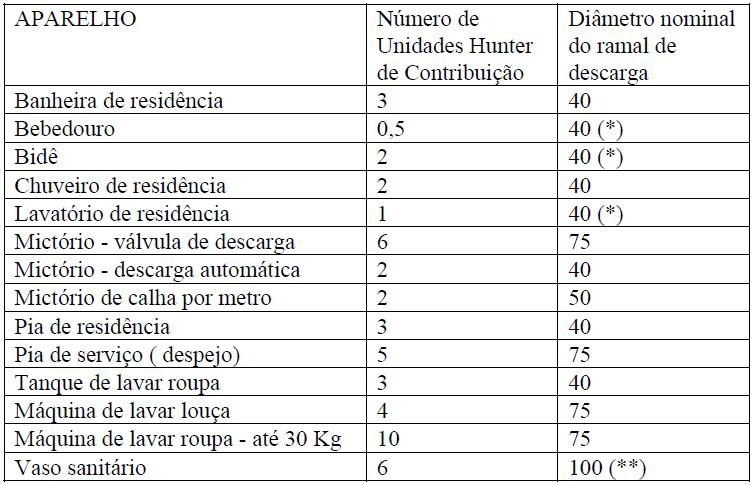 APARELHO Número de Unidades Hunter de Contribuição Diâmetro nominal do ramal de descarga
Banheira de residência 3 40
Bebedouro 0,5 40 (*)
Bidê 2 40 (*)
Chuveiro de residência 2 40
Lavatório de residência 1 40 (*)
Mictório - válvula de descarga 6 75
Mictório - descarga automática 2 40
Mictório de calha por metro 2 50
Pia de residência 3 40
Pia de serviço ( despejo) 5 75
Tanque de lavar roupa 3 40
Máquina de lavar louça 4 75
Máquina de lavar roupa - até 30 Kg 10 75
Vaso sanitário 6 100 (**)